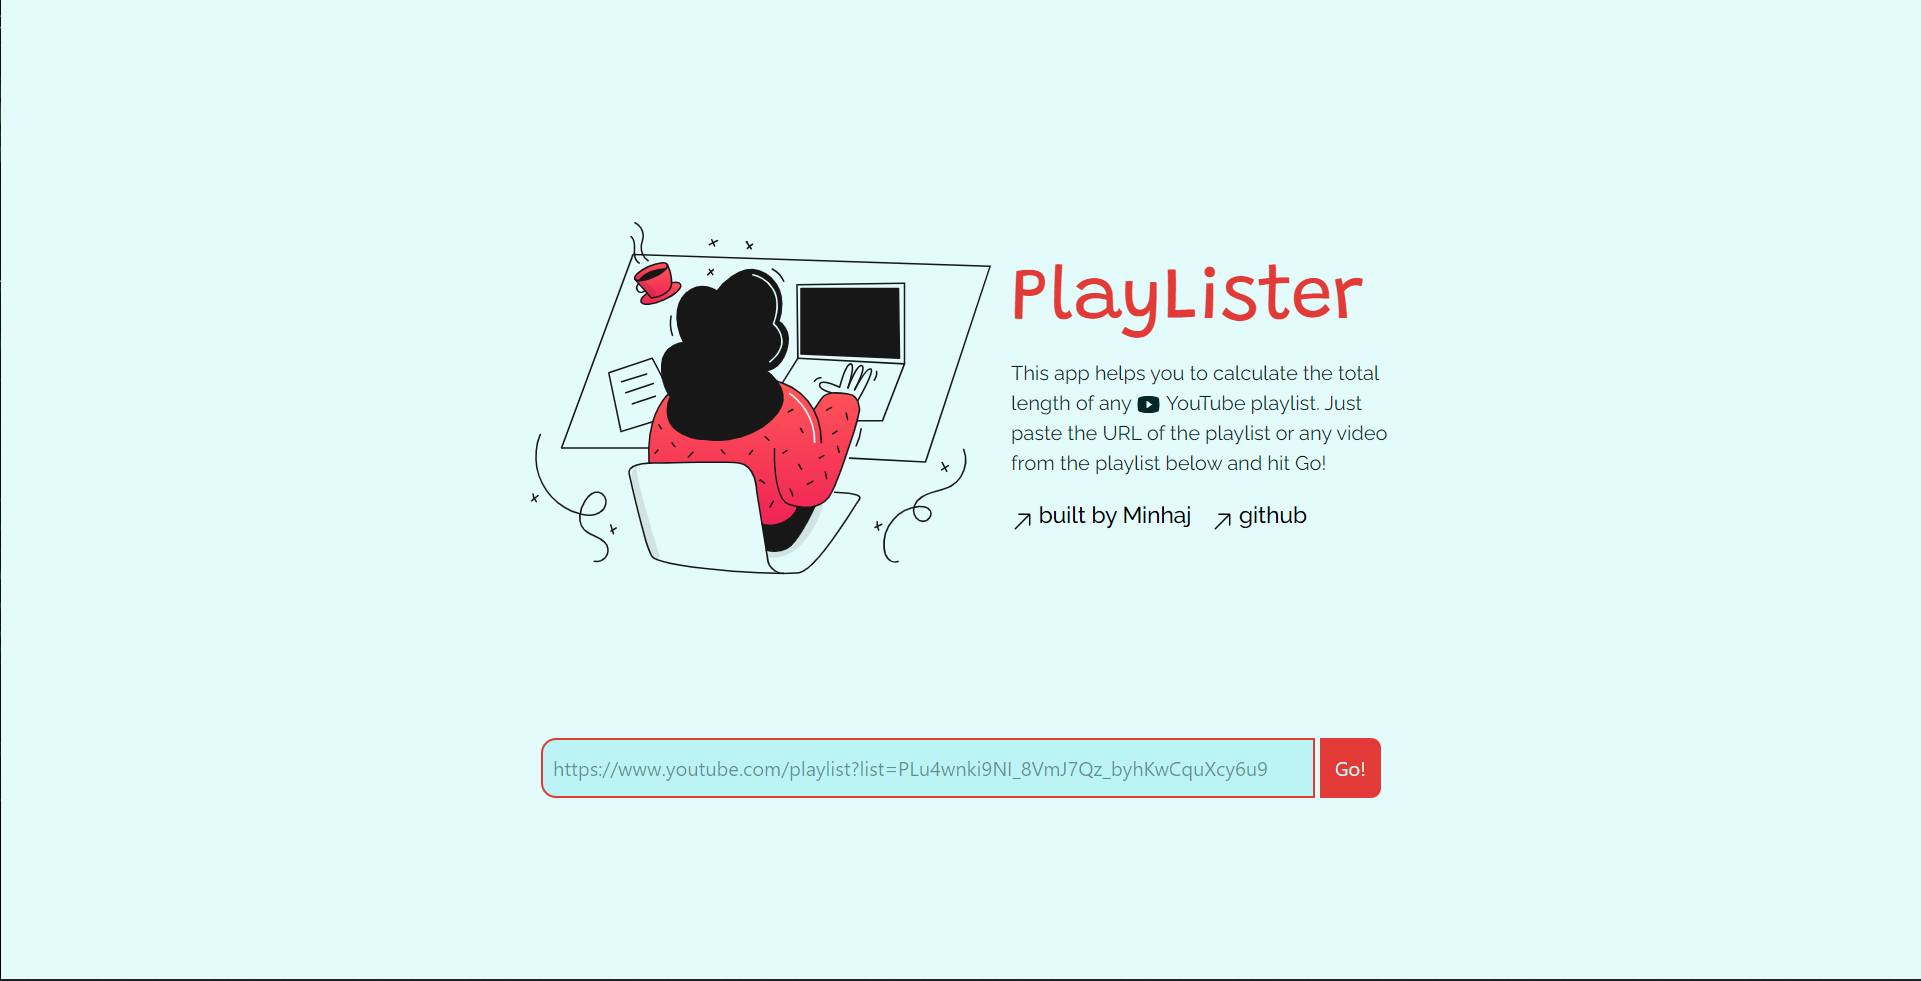 PlayLister
This app helps you to calculate the total
length of any YouTube playlist. Just
paste the URL of the playlist or any video
from the playlist below and hit Go!
built by Minhaj github
https://www.youtube.com/playlist?list=PLu4wnki9NI_8VmJ7Qz_byhKwCquXcy6u9 Go!